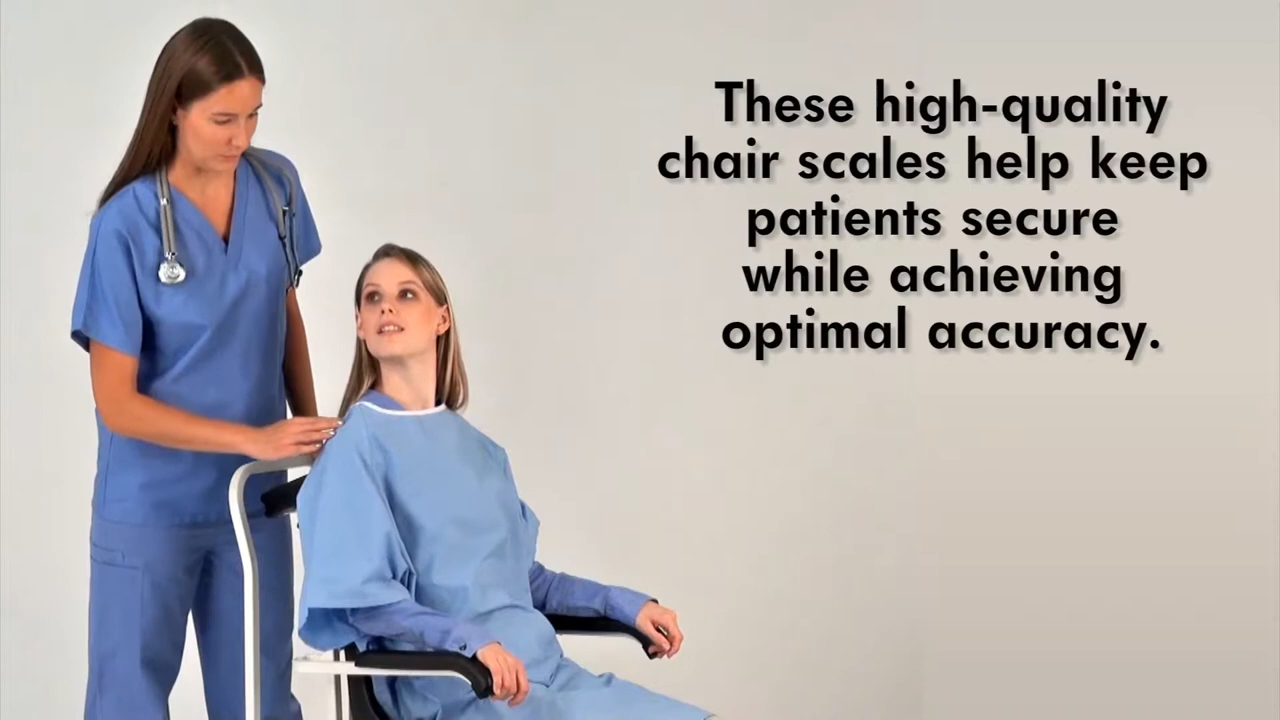 These high-quality
chair scales help keep
patients secure
while achieving
optimal accuracy.